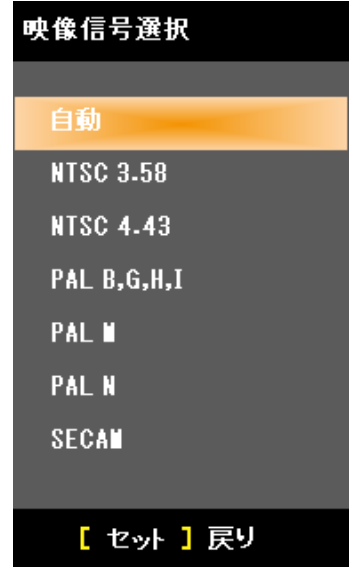 映像信号選択
自動
NTSC 3.58
NTSC 4.43
PAL B,G,H,I
PAL M
PAL N
SECAM
[ セット ] 戻り